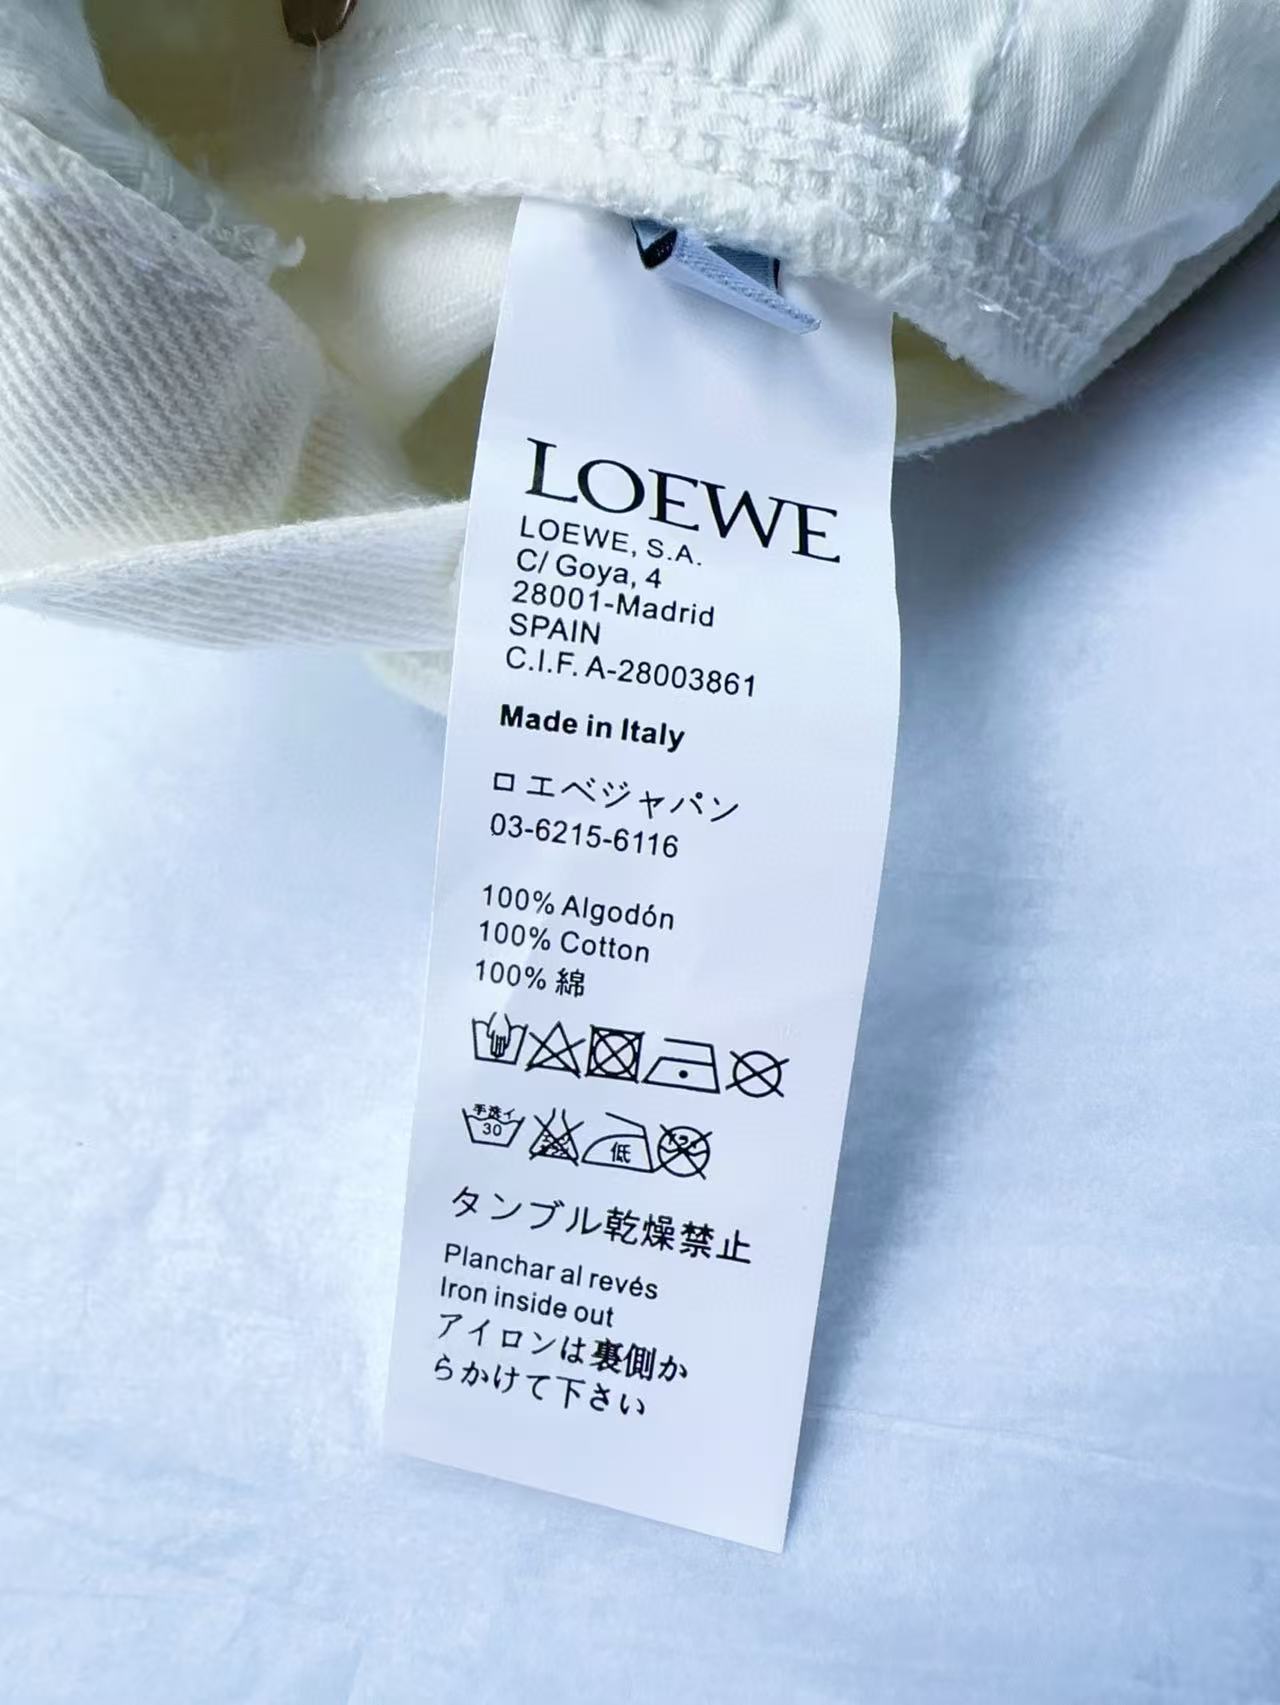 LOEWE
LOEWE, S.A.
C/ Goya, 4
28001-Madrid
SPAIN
C.I.F. A-28003861
Made in Italy
ロエベジャパン
03-6215-6116
100% Algodón
100% Cotton
100% 綿
手洗イ
30
低
タンブル乾燥禁止
Planchar al revés
Iron inside out
アイロンは裏側か
らかけて下さい